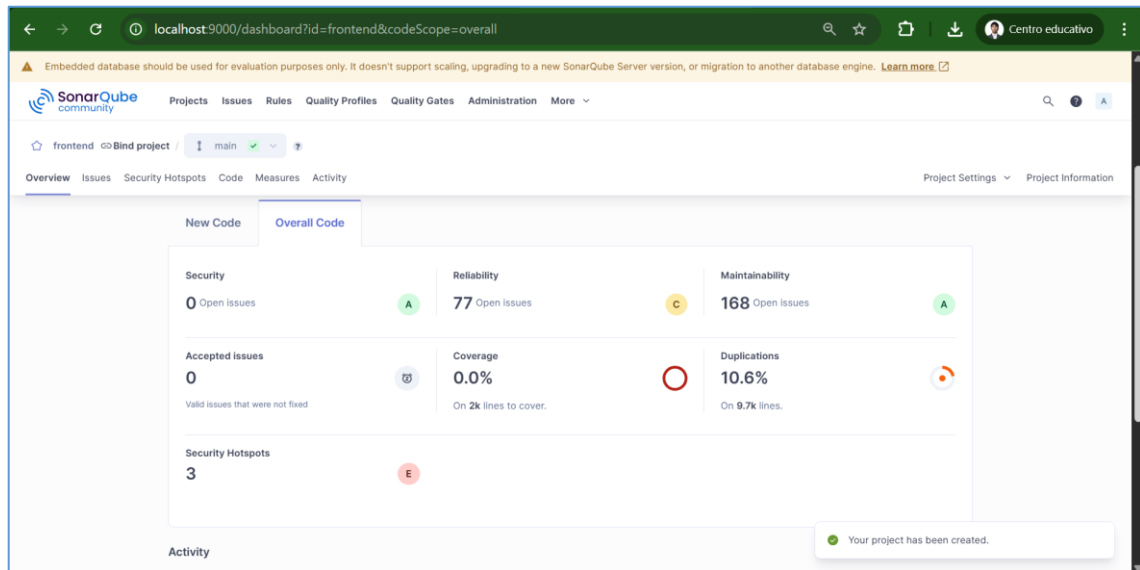 localhost:9000/dashboard?id=frontend&codeScope=overall
Centro educativo
Embedded database should be used for evaluation purposes only. It doesn't support scaling, upgrading to a new SonarQube Server version, or migration to another database engine. Learn more
SonarQube community Projects Issues Rules Quality Profiles Quality Gates Administration More A
frontend Bind project / main ?
Overview Issues Security Hotspots Code Measures Activity Project Settings Project Information
New Code Overall Code
Security Reliability Maintainability
0 Open issues A 77 Open issues C 168 Open issues A
Accepted issues Coverage Duplications
0 0.0% 10.6%
Valid issues that were not fixed On 2k lines to cover. On 9.7k lines.
Security Hotspots
3 E
Your project has been created.
Activity